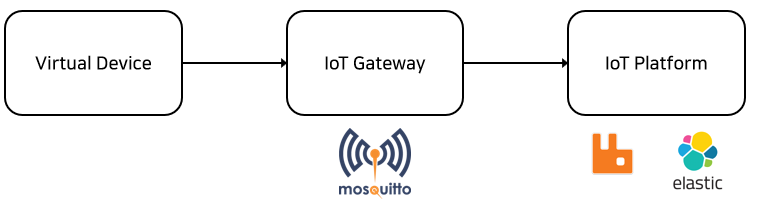 Virtual Device
IoT Gateway
IoT Platform
mosquitto
elastic